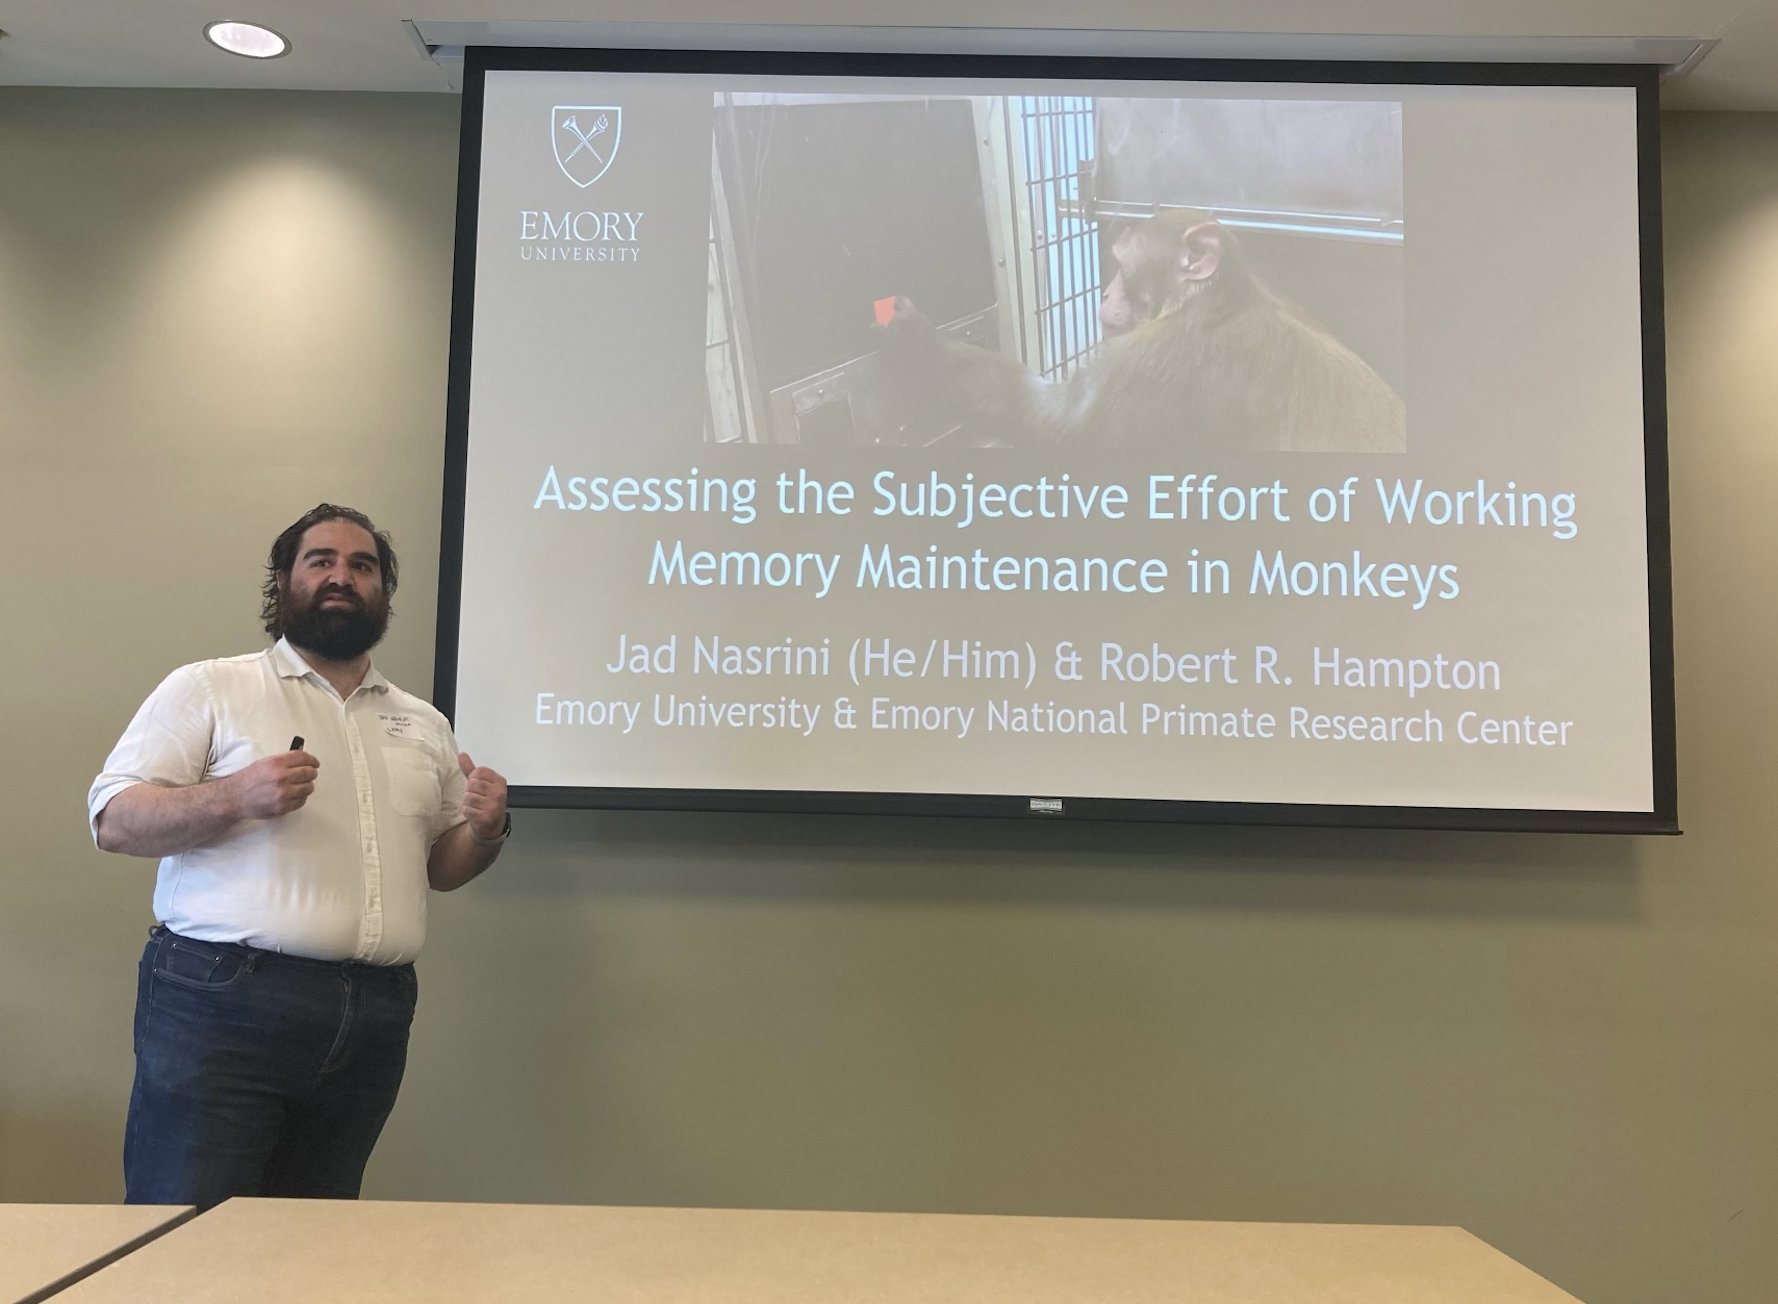 EMORY
UNIVERSITY
Assessing the Subjective Effort of Working
Memory Maintenance in Monkeys
Jad Nasrini (He/Him) & Robert R. Hampton
Emory University & Emory National Primate Research Center